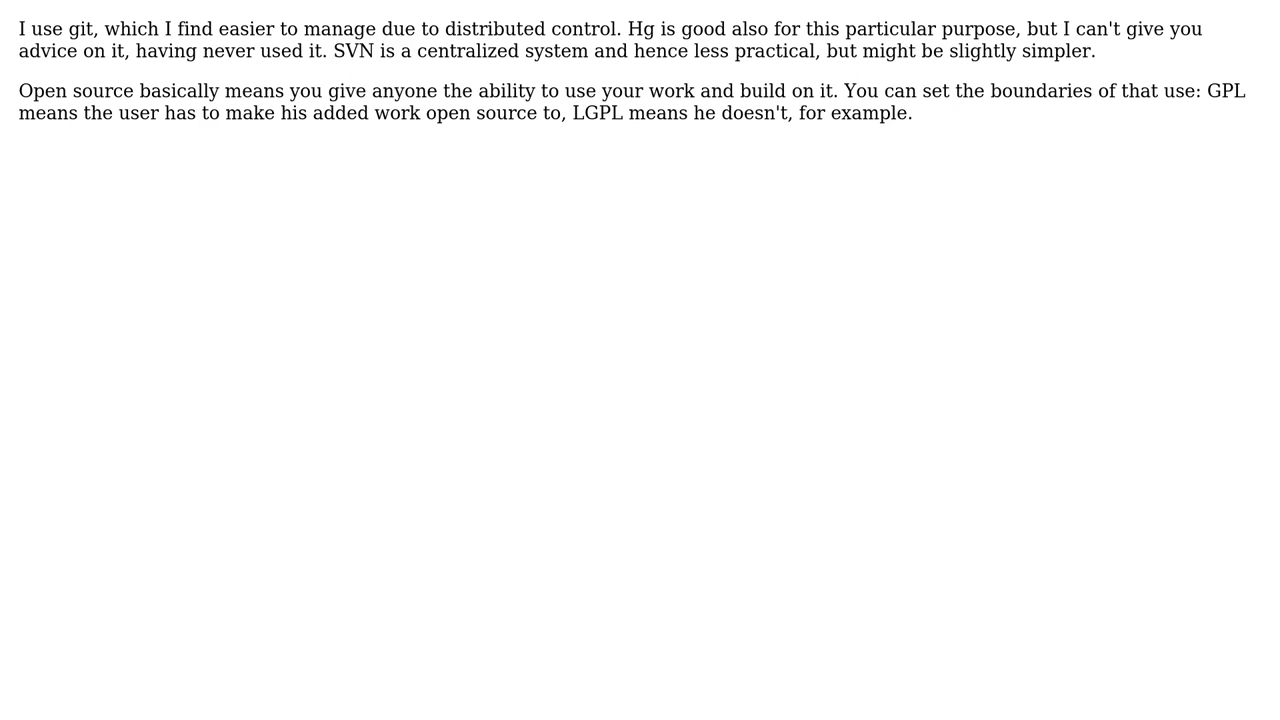 I use git, which I find easier to manage due to distributed control. Hg is good also for this particular purpose, but I can't give you
advice on it, having never used it. SVN is a centralized system and hence less practical, but might be slightly simpler.
Open source basically means you give anyone the ability to use your work and build on it. You can set the boundaries of that use: GPL
means the user has to make his added work open source to, LGPL means he doesn't, for example.